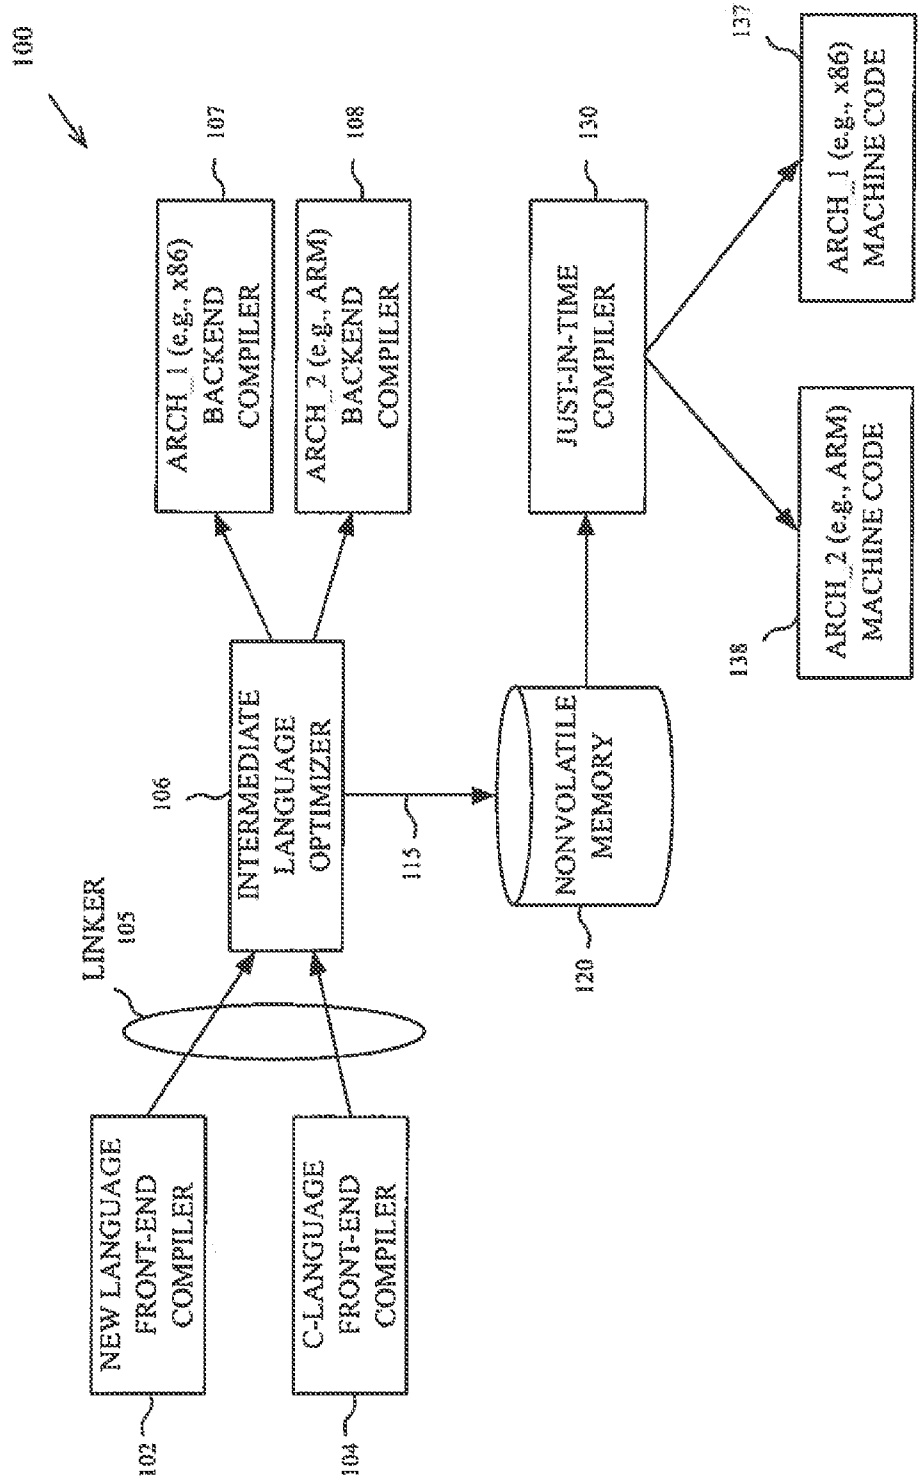 100
NEW LANGUAGE
FRONT-END
COMPILER
102
C-LANGUAGE
FRONT-END
COMPILER
104
LINKER
105
106
INTERMEDIATE
LANGUAGE
OPTIMIZER
ARCH_1 (e.g., x86)
BACKEND
COMPILER
107
ARCH_2 (e.g., ARM)
BACKEND
COMPILER
108
115
NONVOLATILE
MEMORY
120
JUST-IN-TIME
COMPILER
130
138
ARCH_2 (e.g., ARM)
MACHINE CODE
137
ARCH_1 (e.g., x86)
MACHINE CODE